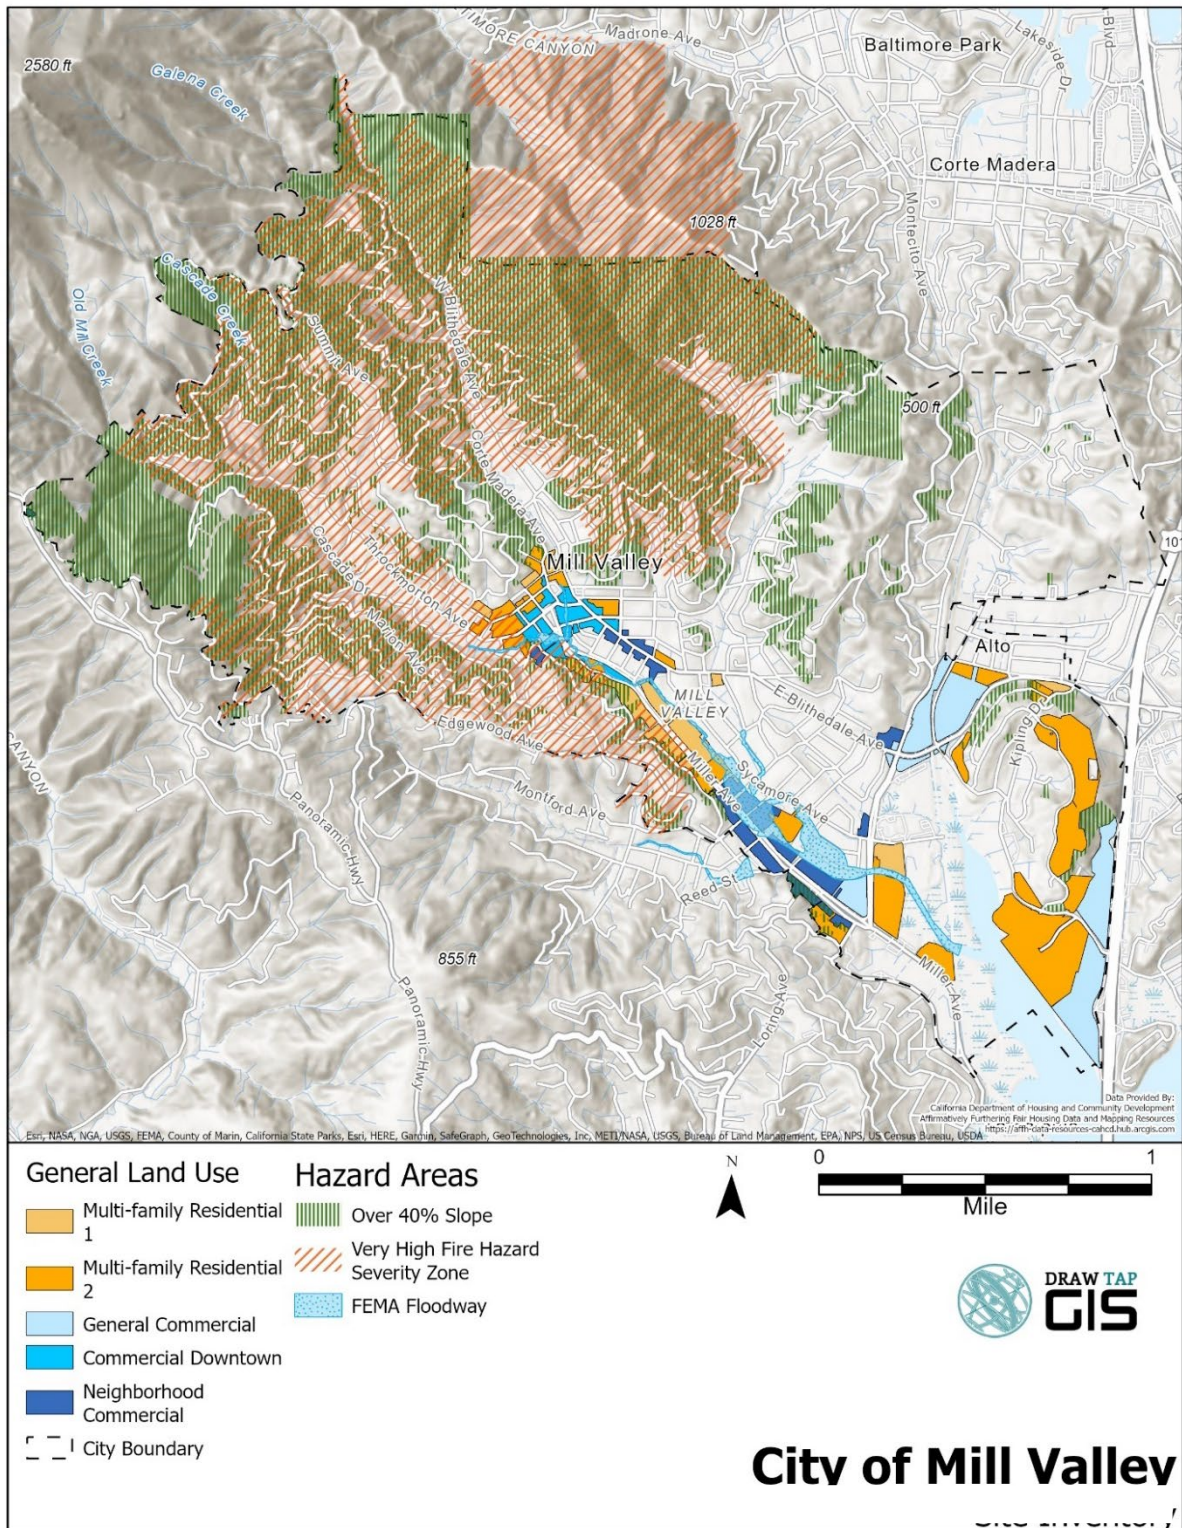 TIMORE CANYON
Madrone Ave
Baltimore Park
Lakeside Dr
Blvd
2580 ft
Galena Creek
Corte Madera
1028 ft
Montecito Ave
Cascade Creek
Old Mill Creek
N Blithedale Ave
Summit Ave
500 ft
Corte Madera Ave
101
Mill Valley
Cascade Dr
Throckmorton Ave
Marion Ave
Alto
MILL
VALLEY
E Blithedale Ave
Kipling Dr
Edgewood Ave
CANYON
Panoramic Hwy
Montford Ave
Miller Ave
Sycamore Ave
Reed St
855 ft
Panoramic Hwy
Loring Ave
Miller Ave
Data Provided By:
California Department of Housing and Community Development
Affirmatively Furthering Fair Housing Data and Mapping Resources
https://affh-data-resources-cahcd.hub.arcgis.com
Esri, NASA, NGA, USGS, FEMA, County of Marin, California State Parks, Esri, HERE, Garmin, SafeGraph, GeoTechnologies, Inc, METI/NASA, USGS, Bureau of Land Management, EPA, NPS, US Census Bureau, USDA
General Land Use
Multi-family Residential
1
Multi-family Residential
2
General Commercial
Commercial Downtown
Neighborhood
Commercial
City Boundary
Hazard Areas
Over 40% Slope
Very High Fire Hazard
Severity Zone
FEMA Floodway
N
0 1
Mile
DRAW TAP
GIS
City of Mill Valley
Site Inventory